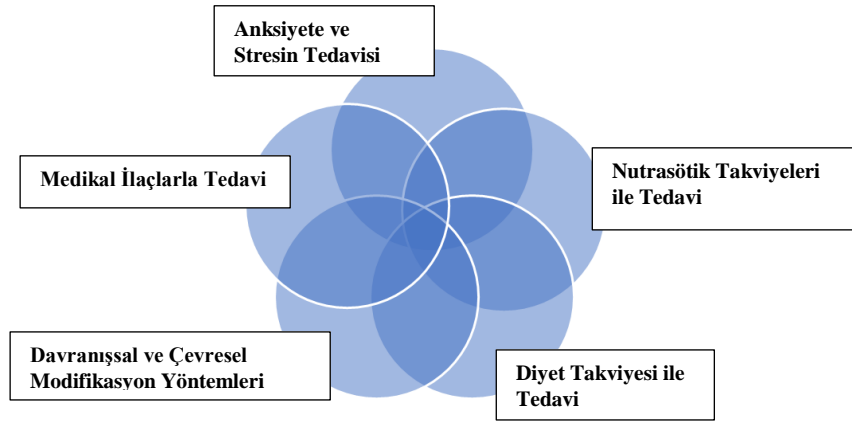 Anksiyete ve
Stresin Tedavisi
Medikal İlaçlarla Tedavi
Nutrasötik Takviyeleri
ile Tedavi
Davranışsal ve Çevresel
Modifikasyon Yöntemleri
Diyet Takviyesi ile
Tedavi